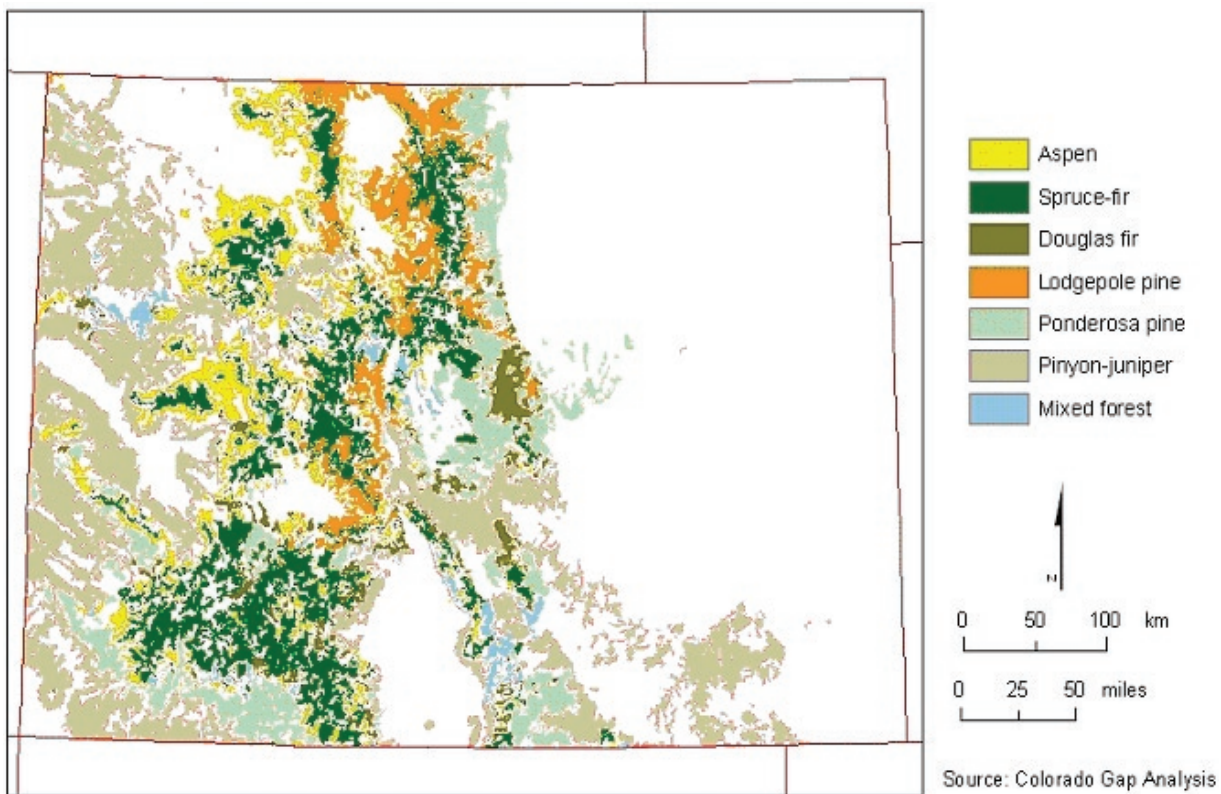 Aspen
Spruce-fir
Douglas fir
Lodgepole pine
Ponderosa pine
Pinyon-juniper
Mixed forest
N
0 50 100 km
0 25 50 miles
Source: Colorado Gap Analysis